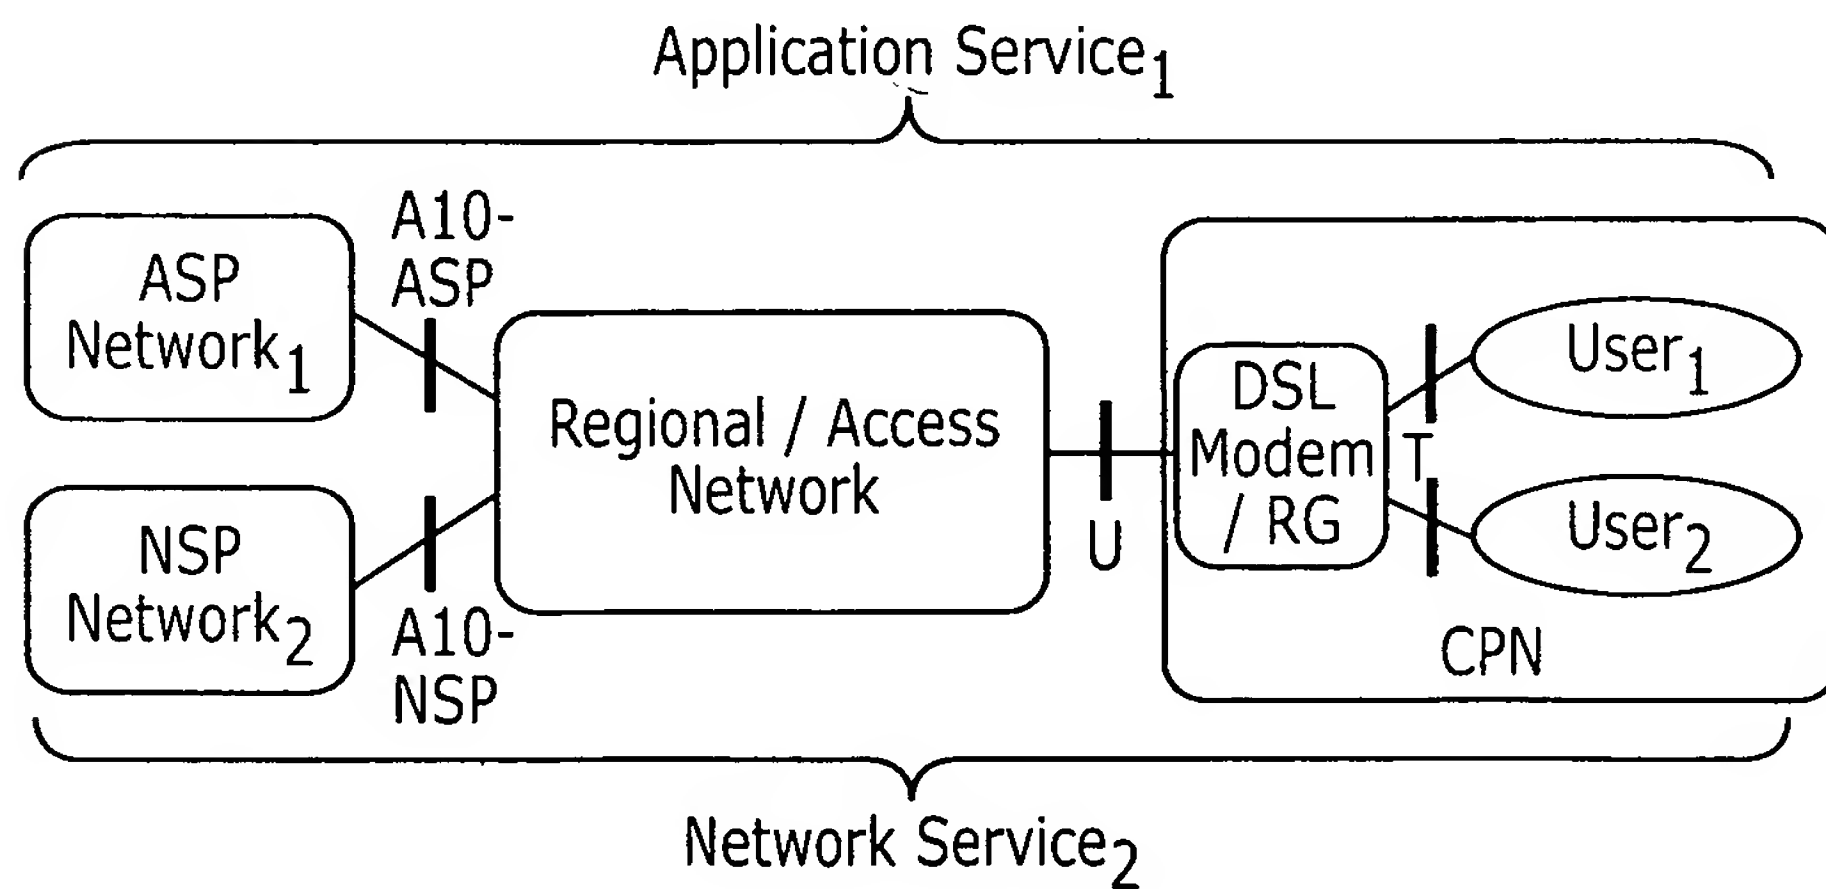 Application Service1
A10-
ASP
ASP
Network1
Regional / Access
Network
NSP
Network2
A10-
NSP
U
DSL
Modem
/ RG
T
User1
User2
CPN
Network Service2